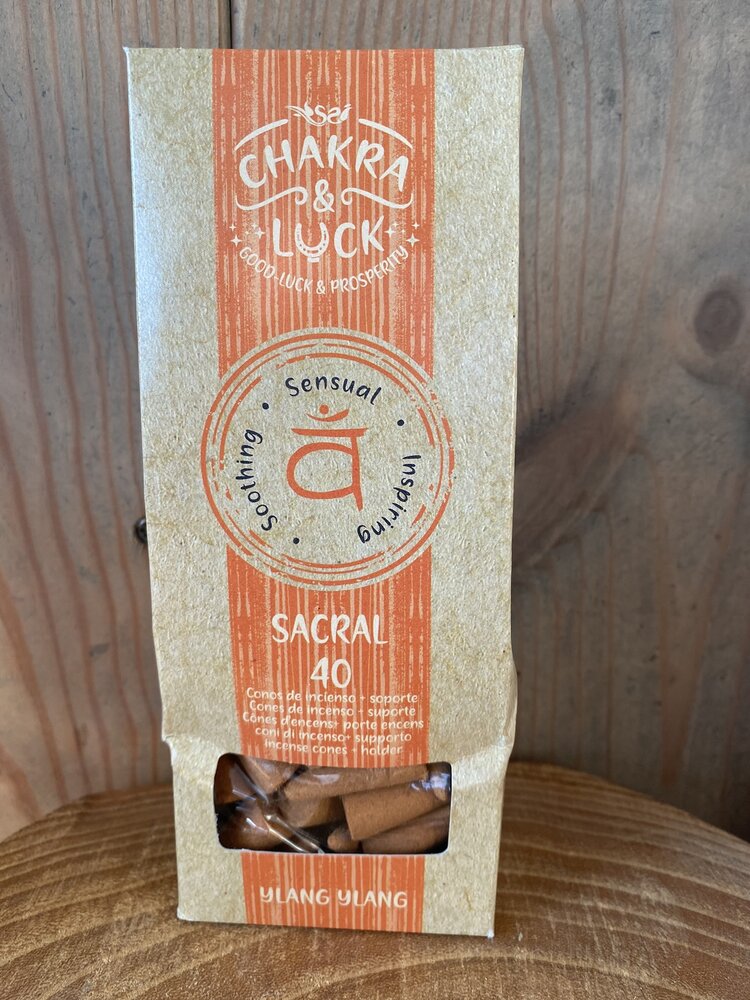 Sai
CHAKRA
&
LUCK
GOOD-LUCK & PROSPERITY
Sensual
Soothing
Inspiring
वं
SACRAL
40
Conos de incienso + soporte
Cones de incenso + suporte
Cônes d'encens+ porte encens
coni di incenso+ supporto
incense cones + holder
YLANG YLANG